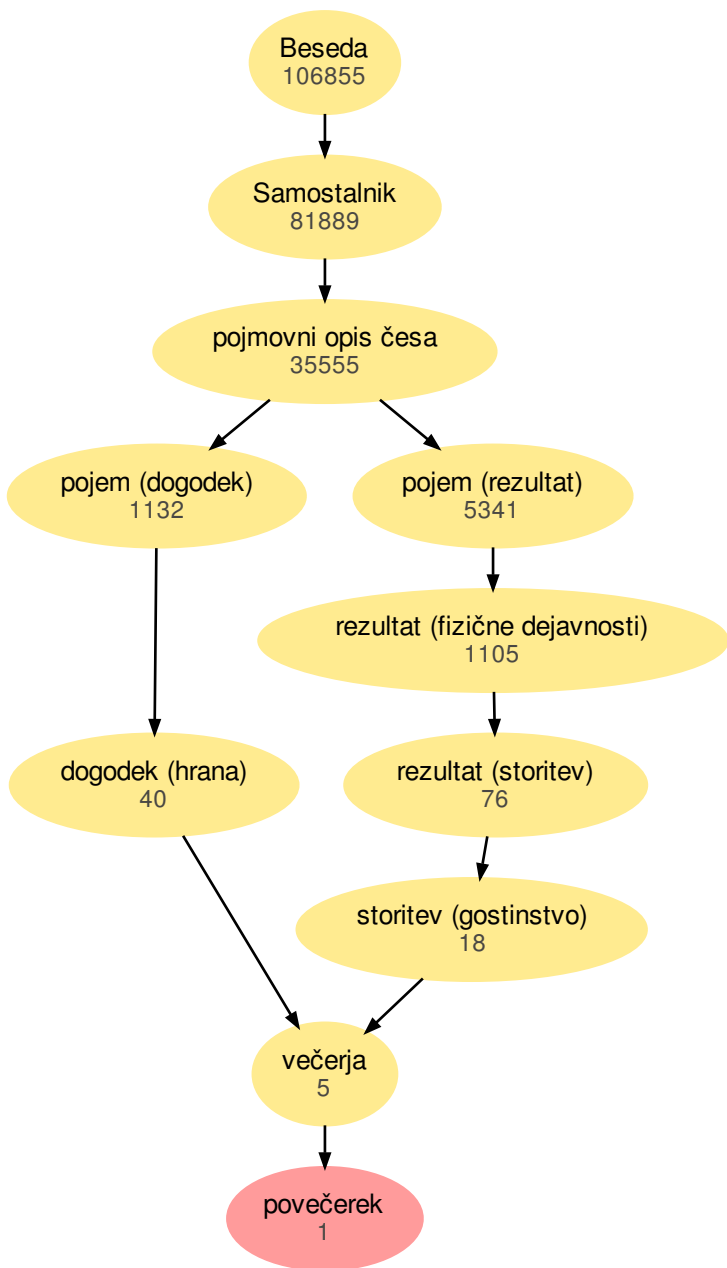 Beseda
106855
Samostalnik
81889
pojmovni opis česa
35555
pojem (dogodek)
1132
pojem (rezultat)
5341
rezultat (fizične dejavnosti)
1105
dogodek (hrana)
40
rezultat (storitev)
76
storitev (gostinstvo)
18
večerja
5
povečerek
1